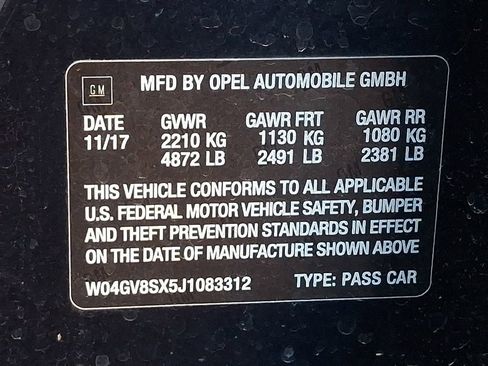 GM
MFD BY OPEL AUTOMOBILE GMBH
DATE GVWR GAWR FRT GAWR RR
11/17 2210 KG 1130 KG 1080 KG
4872 LB 2491 LB 2381 LB
THIS VEHICLE CONFORMS TO ALL APPLICABLE
U.S. FEDERAL MOTOR VEHICLE SAFETY, BUMPER
AND THEFT PREVENTION STANDARDS IN EFFECT
ON THE DATE OF MANUFACTURE SHOWN ABOVE
W04GV8SX5J1083312 TYPE: PASS CAR